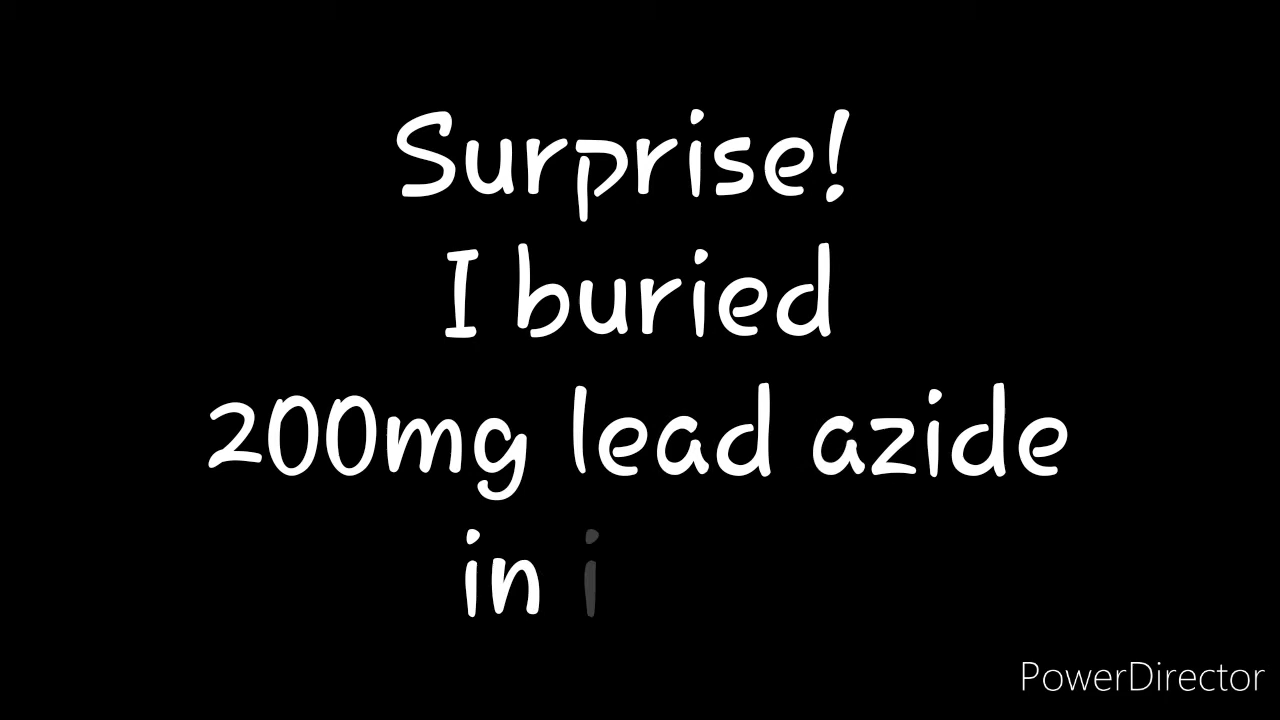 Surprise!
I buried
200mg lead azide
in i
PowerDirector